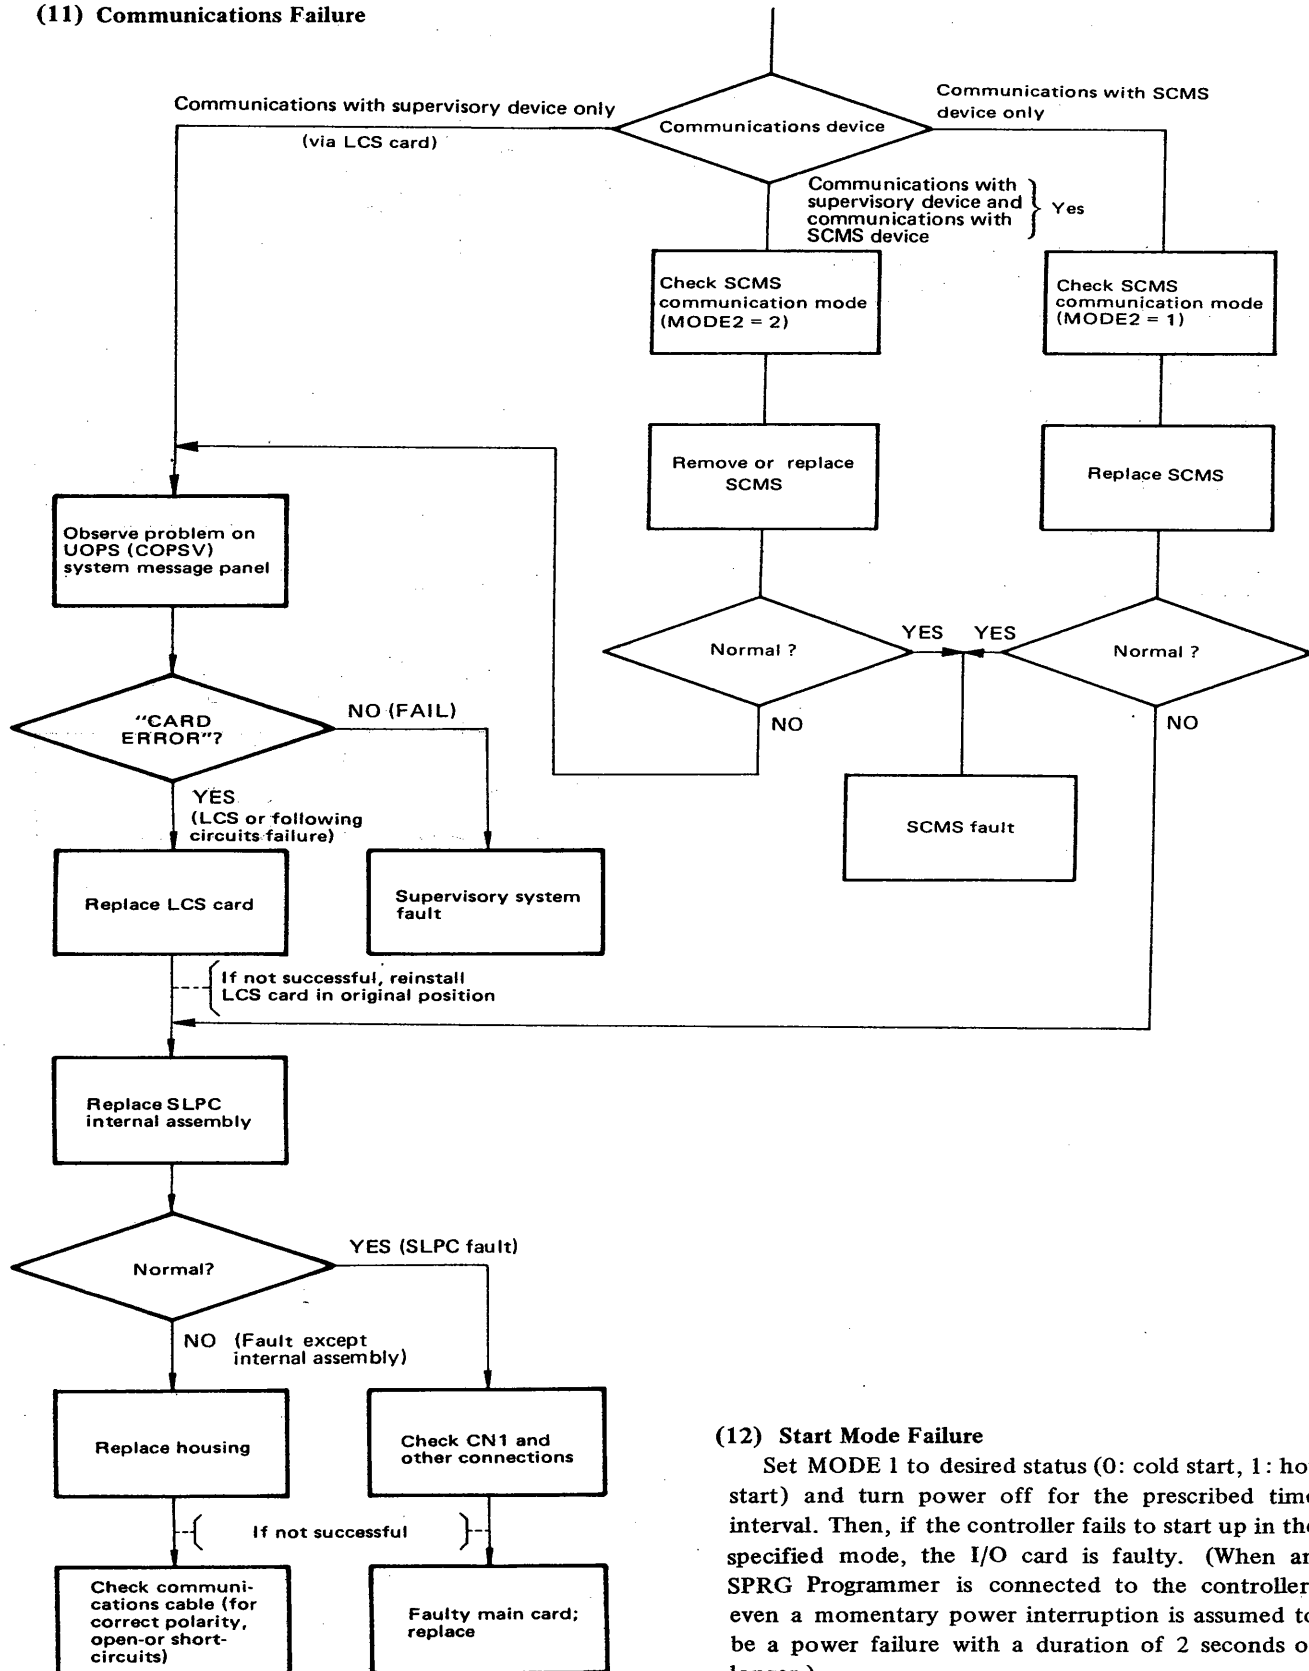 (11) Communications Failure
Communications with supervisory device only
(via LCS card)
Communications device
Communications with SCMS
device only
Communications with
supervisory device and
communications with
SCMS device
Yes
Check SCMS
communication mode
(MODE2 = 2)
Check SCMS
communication mode
(MODE2 = 1)
Remove or replace
SCMS
Replace SCMS
Observe problem on
UOPS (COPSV)
system message panel
Normal ?
YES
YES
Normal ?
NO
NO
"CARD
ERROR"?
NO (FAIL)
YES
(LCS or following
circuits failure)
SCMS fault
Replace LCS card
Supervisory system
fault
If not successful, reinstall
LCS card in original position
Replace SLPC
internal assembly
Normal?
YES (SLPC fault)
NO (Fault except
internal assembly)
Replace housing
Check CN1 and
other connections
If not successful
Check communi-
cations cable (for
correct polarity,
open-or short-
circuits)
Faulty main card;
replace
(12) Start Mode Failure
Set MODE 1 to desired status (0: cold start, 1: ho
start) and turn power off for the prescribed time
interval. Then, if the controller fails to start up in the
specified mode, the I/O card is faulty. (When an
SPRG Programmer is connected to the controller
even a momentary power interruption is assumed to
be a power failure with a duration of 2 seconds o